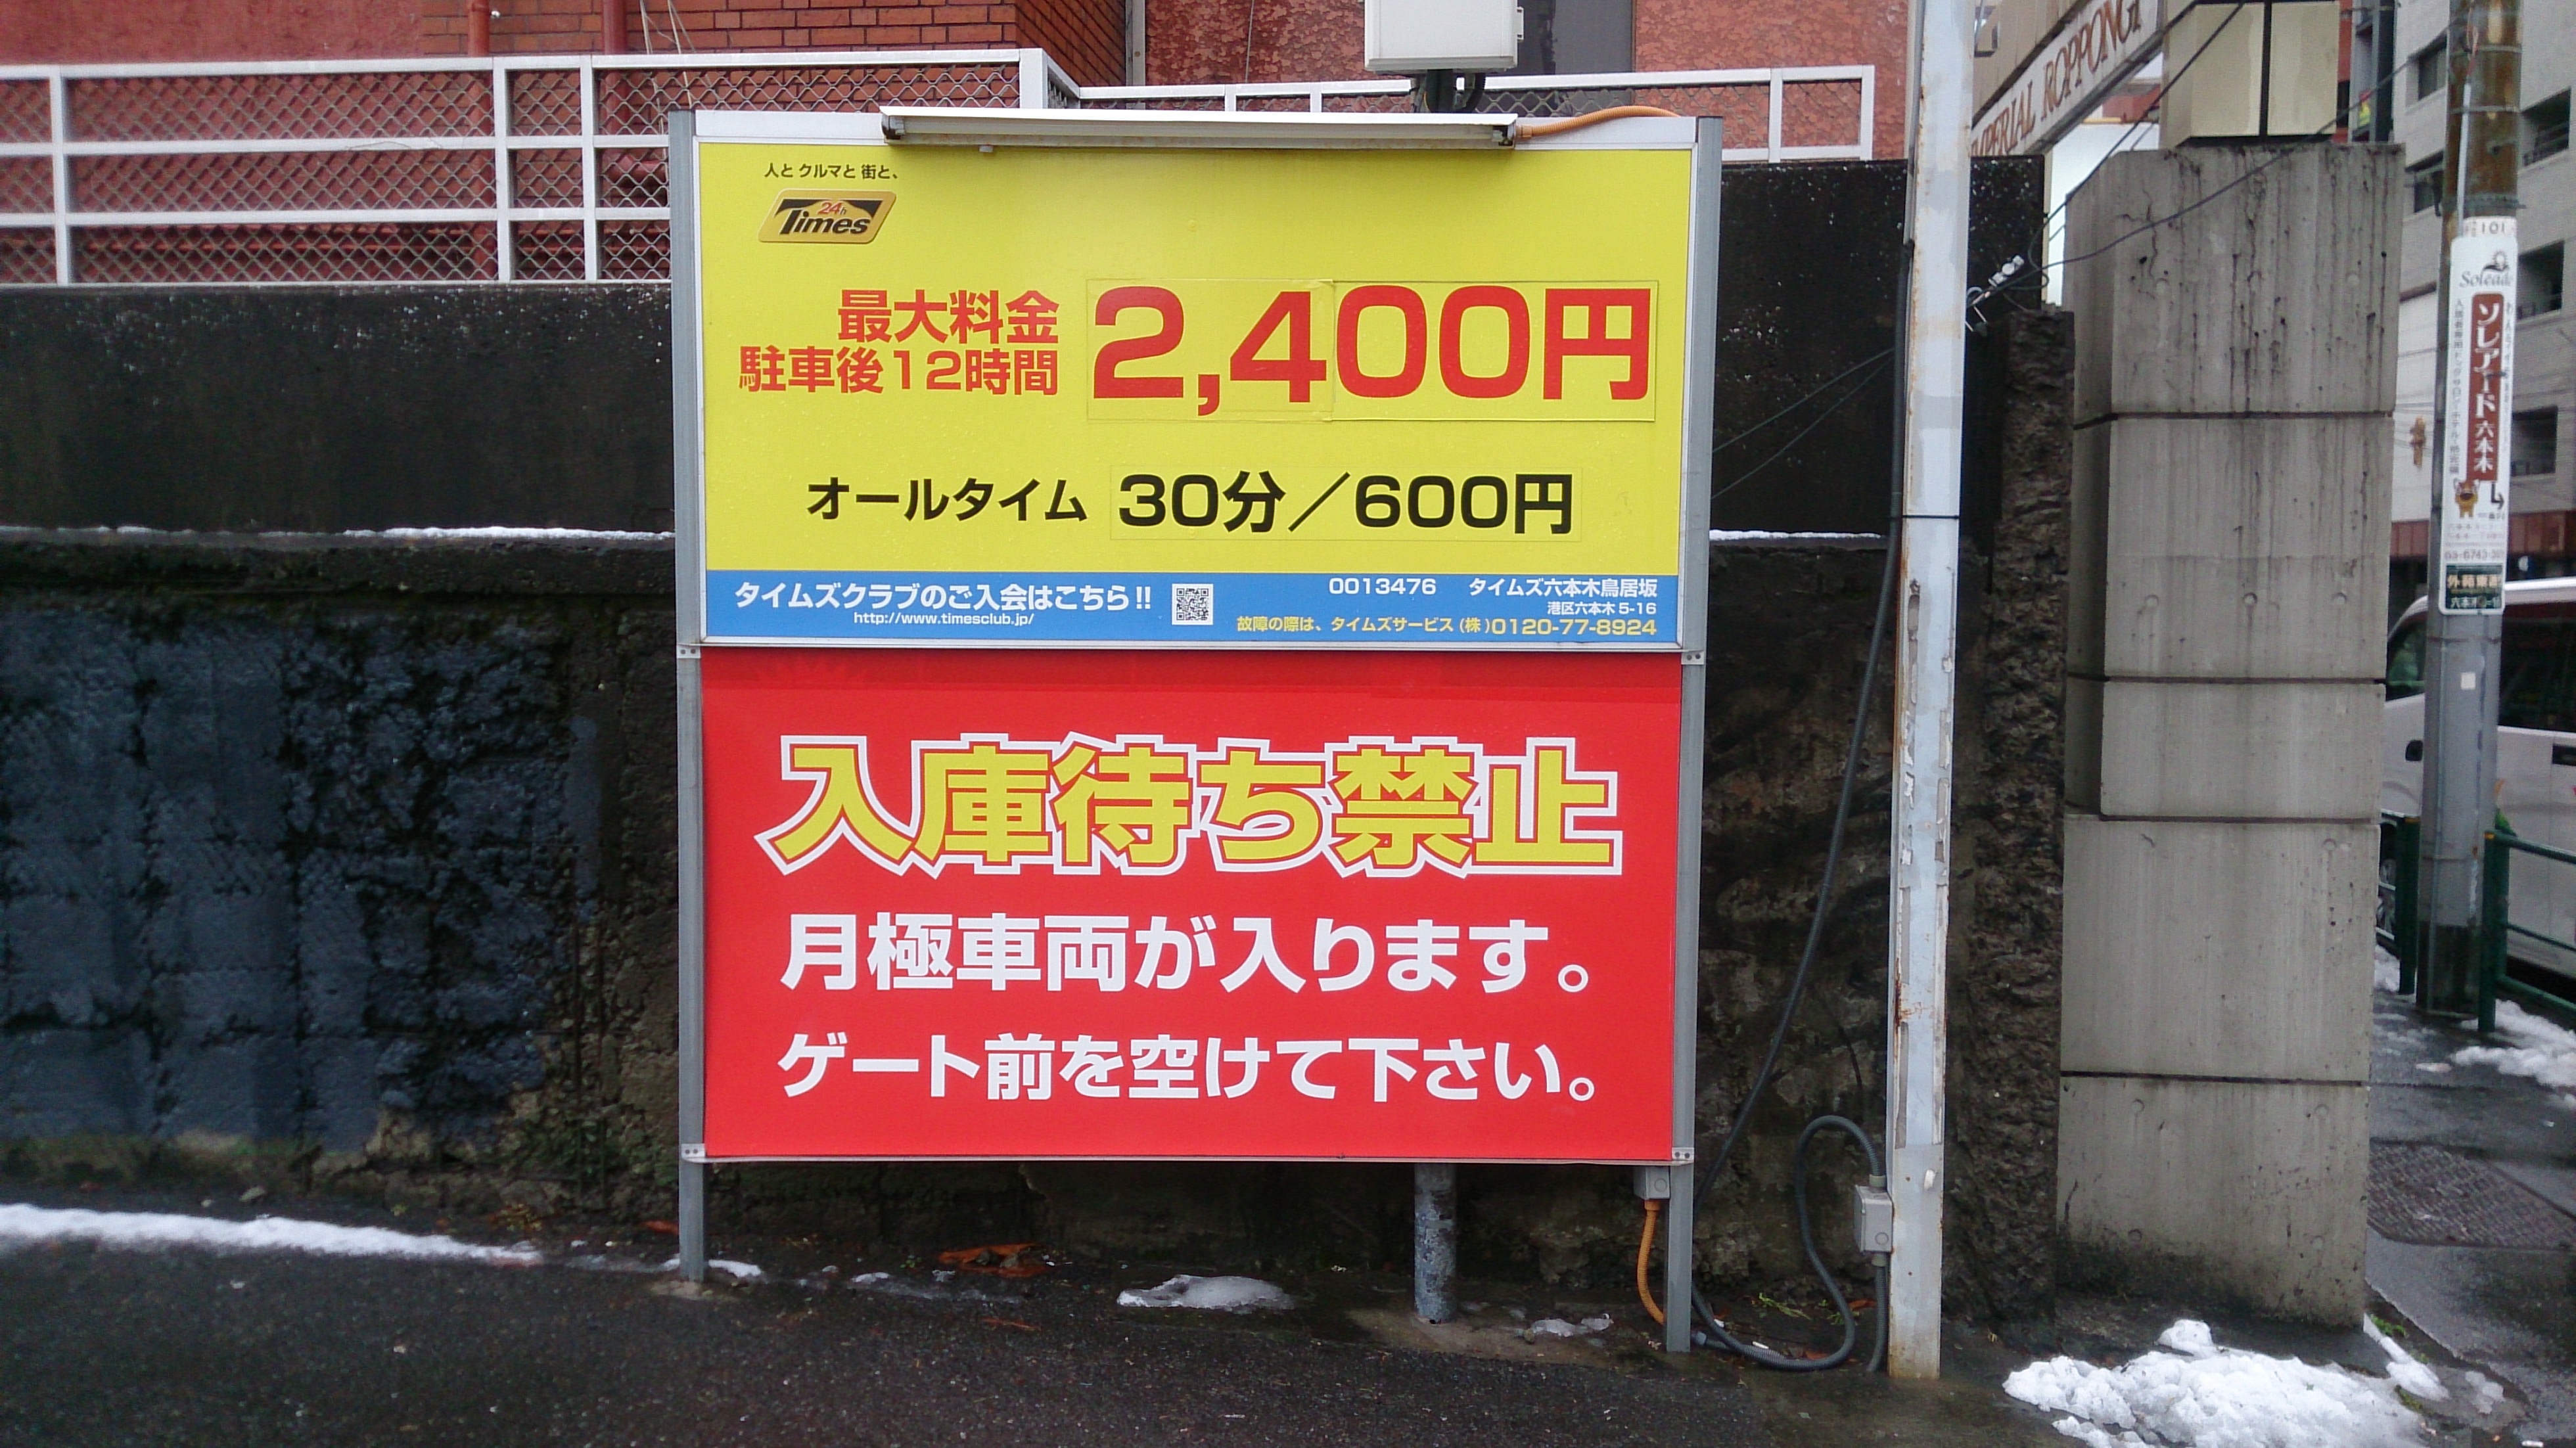 人と クルマと 街と、
24h
Times
最大料金
駐車後12時間
2,400円
オールタイム 30分／600円
タイムズクラブのご入会はこちら!!
http://www.timesclub.jp/
0013476 タイムズ六本木鳥居坂
港区六本木 5-16
故障の際は、タイムズサービス(株)0120-77-8924
入庫待ち禁止
月極車両が入ります。
ゲート前を空けて下さい。
IMPERIAL ROPPONGI
101
Soleado
ソレアード六本木